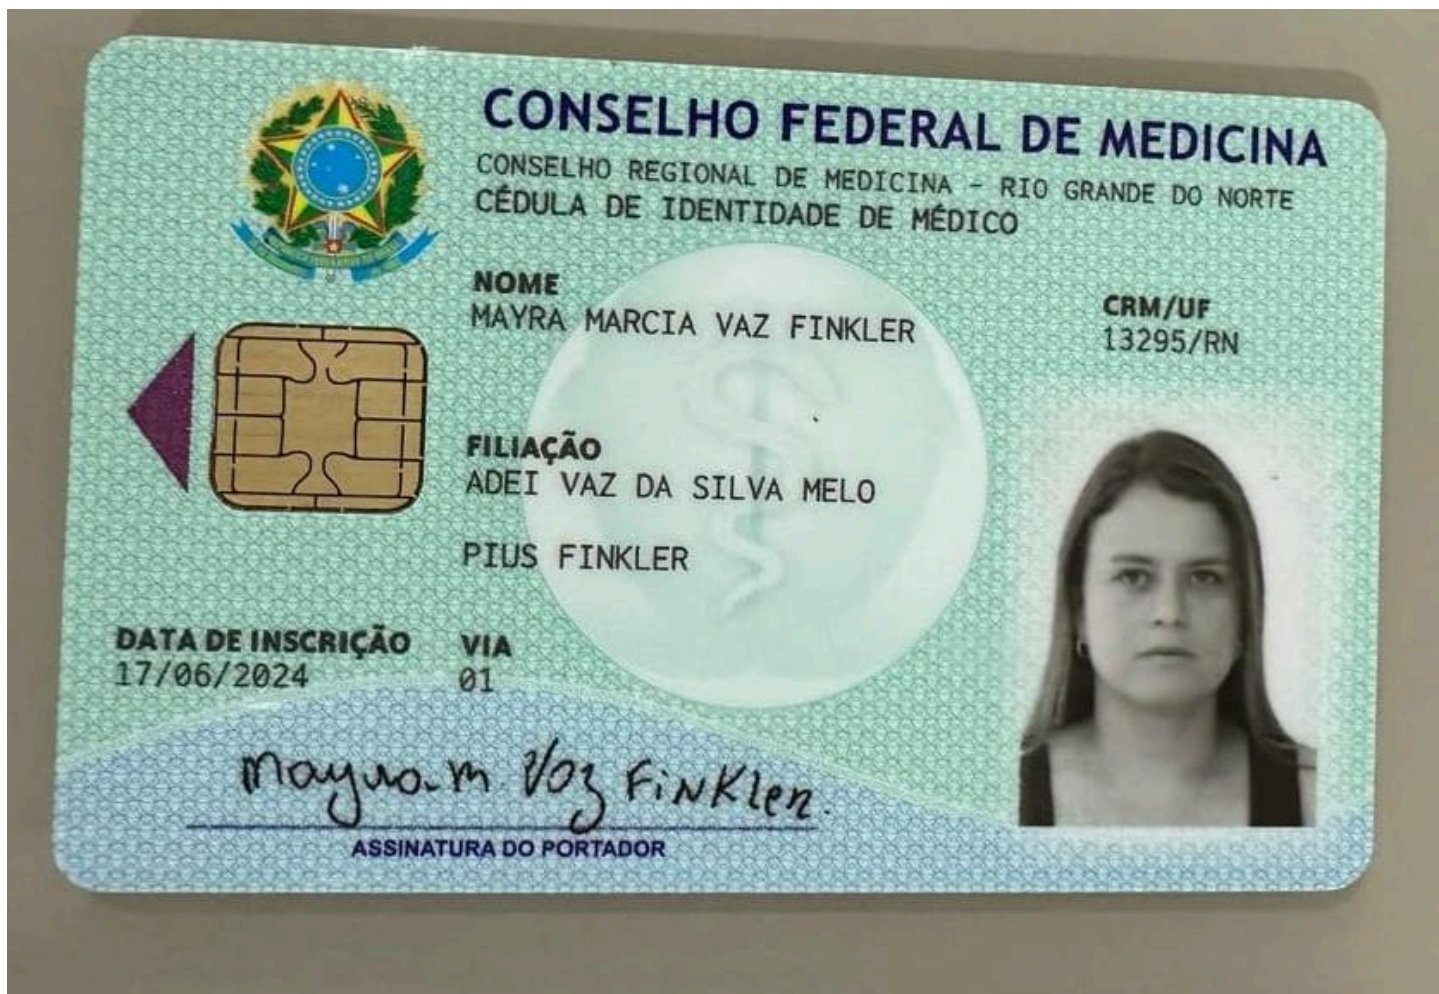 CONSELHO FEDERAL DE MEDICINA
CONSELHO REGIONAL DE MEDICINA - RIO GRANDE DO NORTE
CÉDULA DE IDENTIDADE DE MÉDICO
NOME
MAYRA MARCIA VAZ FINKLER
CRM/UF
13295/RN
FILIAÇÃO
ADEI VAZ DA SILVA MELO
PIUS FINKLER
DATA DE INSCRIÇÃO
17/06/2024
VIA
01
Mayra.m Vaz Finkler.
ASSINATURA DO PORTADOR